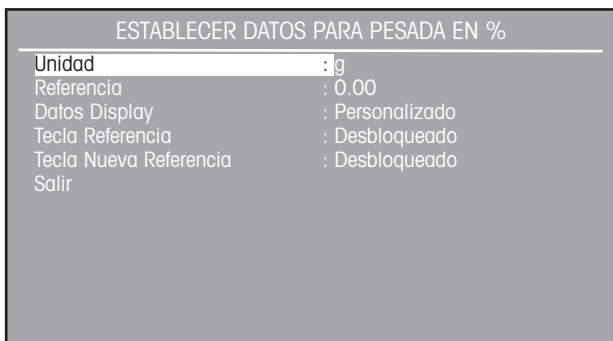 ESTABLECER DATOS PARA PESADA EN %
Unidad : g
Referencia : 0.00
Datos Display : Personalizado
Tecla Referencia : Desbloqueado
Tecla Nueva Referencia : Desbloqueado
Salir